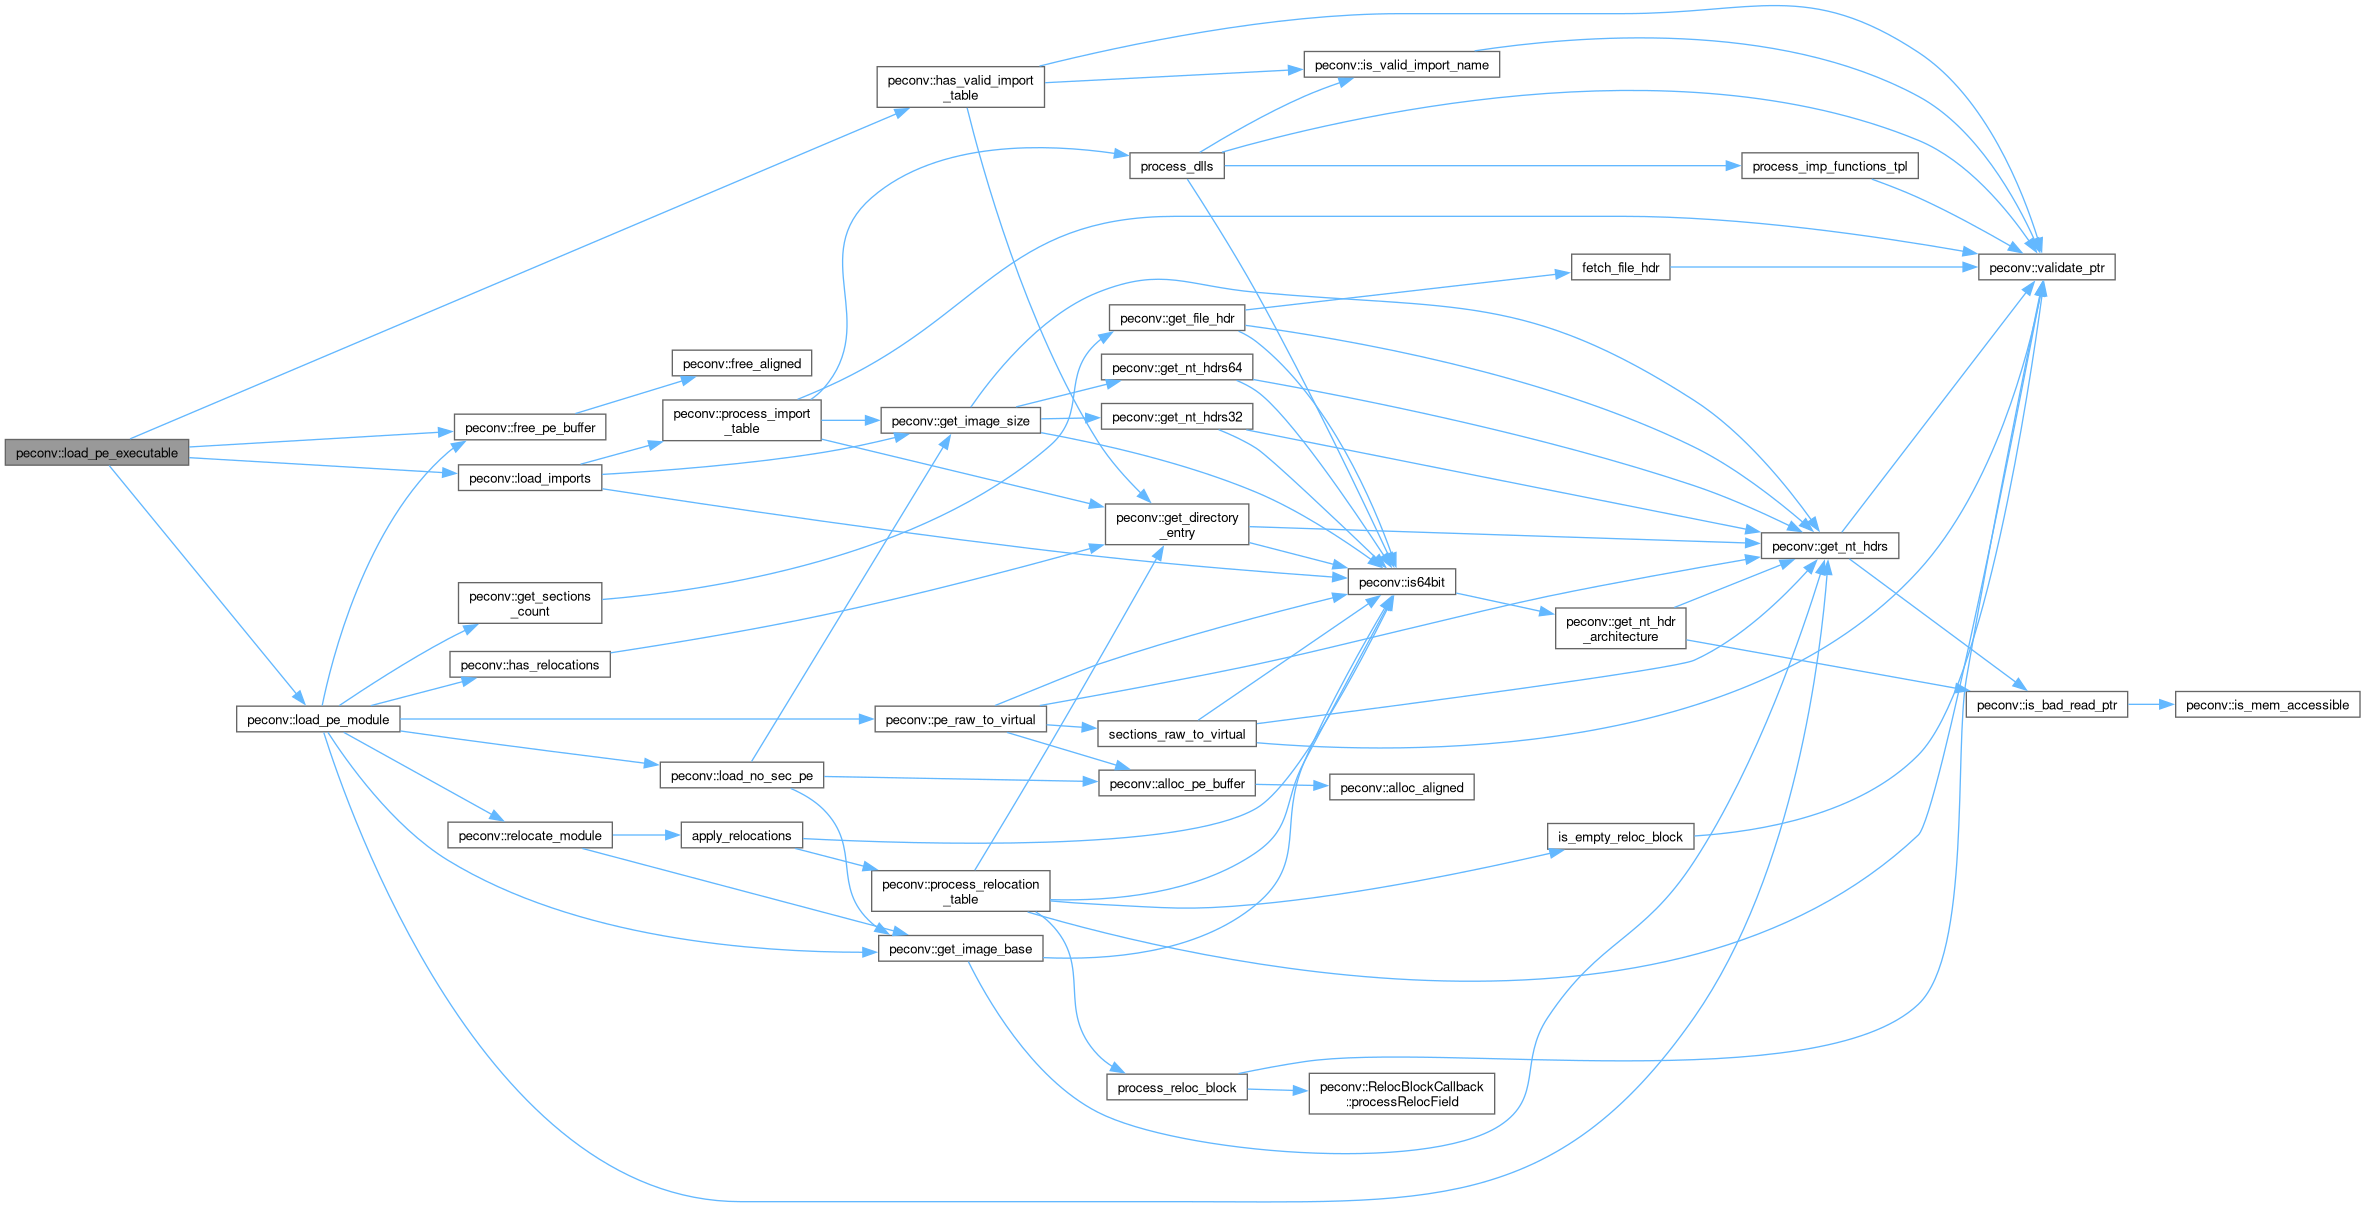 peconv::load_pe_executable
peconv::has_valid_import
_table
peconv::free_pe_buffer
peconv::load_imports
peconv::load_pe_module
peconv::free_aligned
peconv::process_import
_table
peconv::get_sections
_count
peconv::has_relocations
peconv::load_no_sec_pe
peconv::relocate_module
apply_relocations
peconv::get_image_size
peconv::pe_raw_to_virtual
peconv::process_relocation
_table
peconv::get_image_base
peconv::is_valid_import_name
process_dlls
process_imp_functions_tpl
fetch_file_hdr
peconv::validate_ptr
peconv::get_file_hdr
peconv::get_nt_hdrs64
peconv::get_nt_hdrs32
peconv::get_directory
_entry
peconv::is64bit
peconv::get_nt_hdrs
peconv::get_nt_hdr
_architecture
peconv::is_bad_read_ptr
peconv::is_mem_accessible
sections_raw_to_virtual
peconv::alloc_pe_buffer
peconv::alloc_aligned
is_empty_reloc_block
process_reloc_block
peconv::RelocBlockCallback
::processRelocField